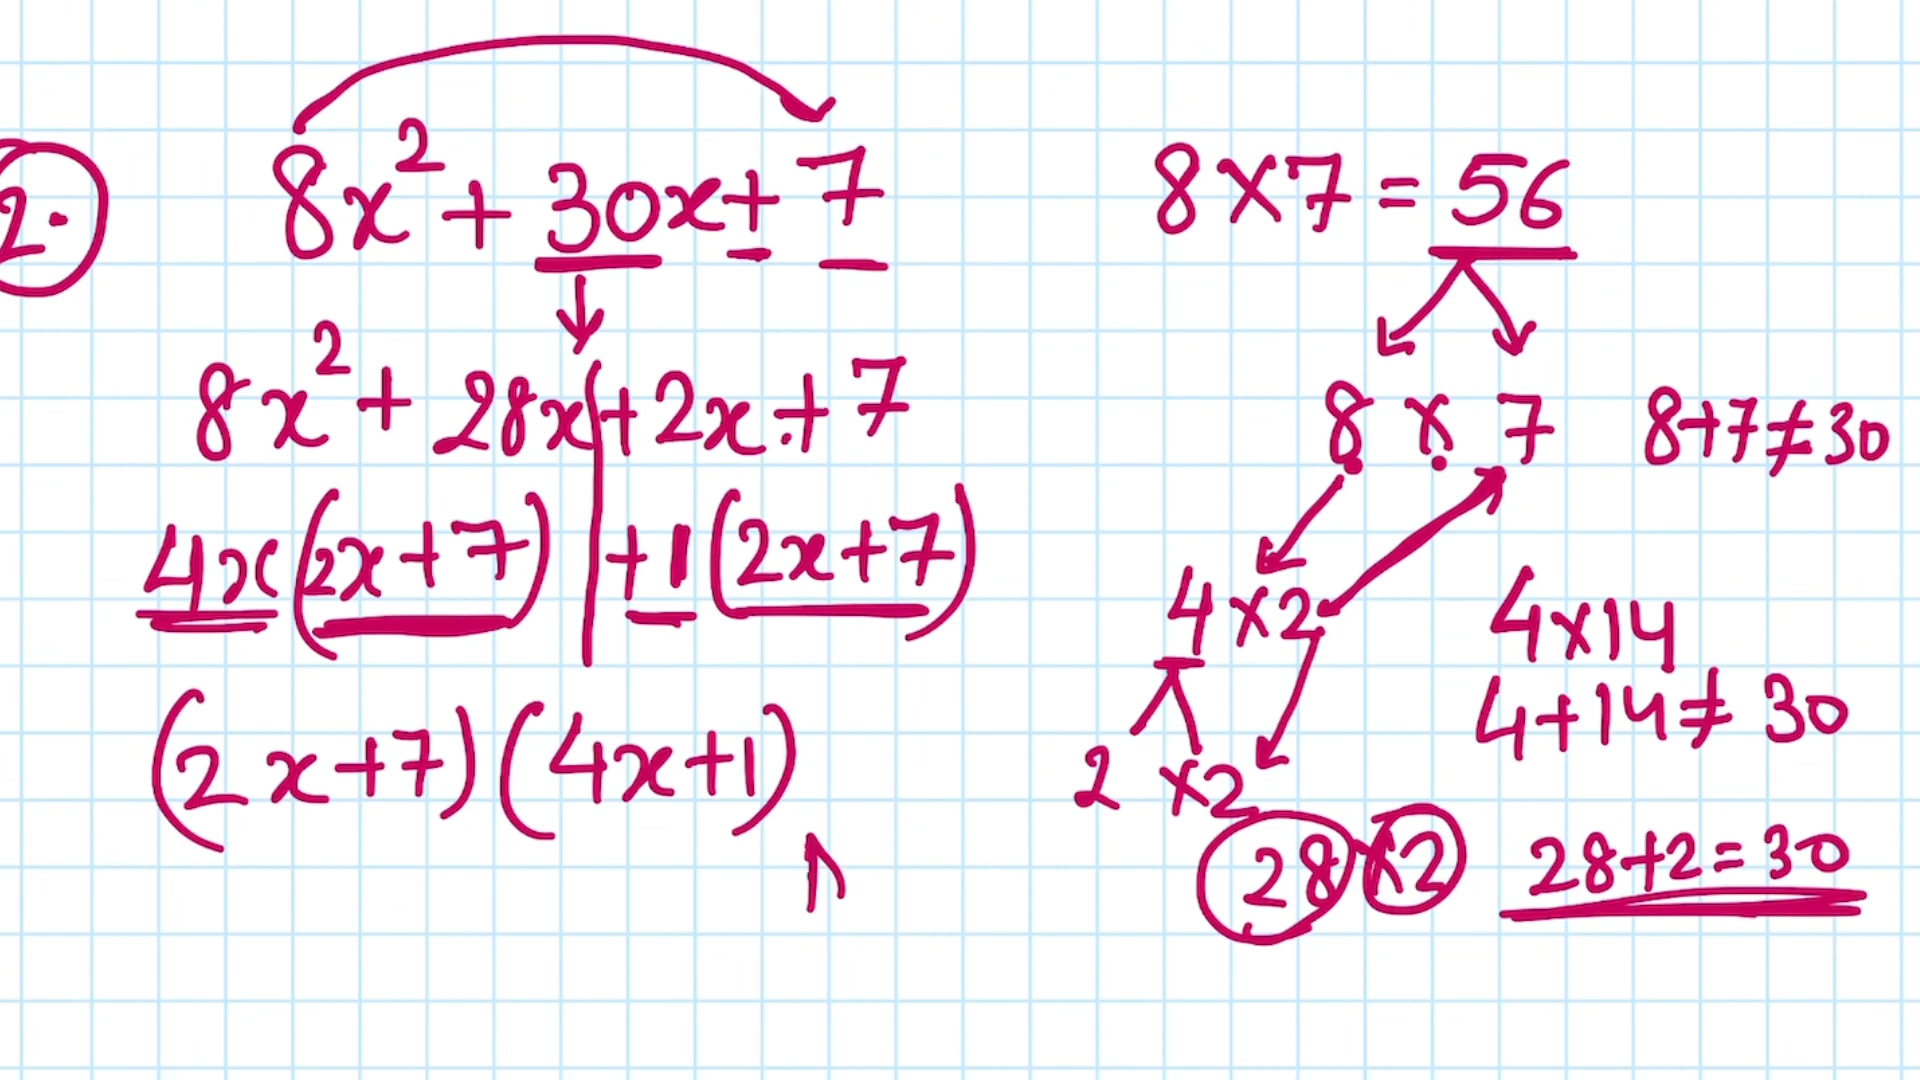 2.
8x² + 30x + 7
8x² + 28x + 2x + 7
4x(2x+7) +1(2x+7)
(2x+7)(4x+1)
8×7 = 56
8 × 7 8+7≠30
4×2 4×14
4+14≠30
2 ×2
28×2 28+2=30